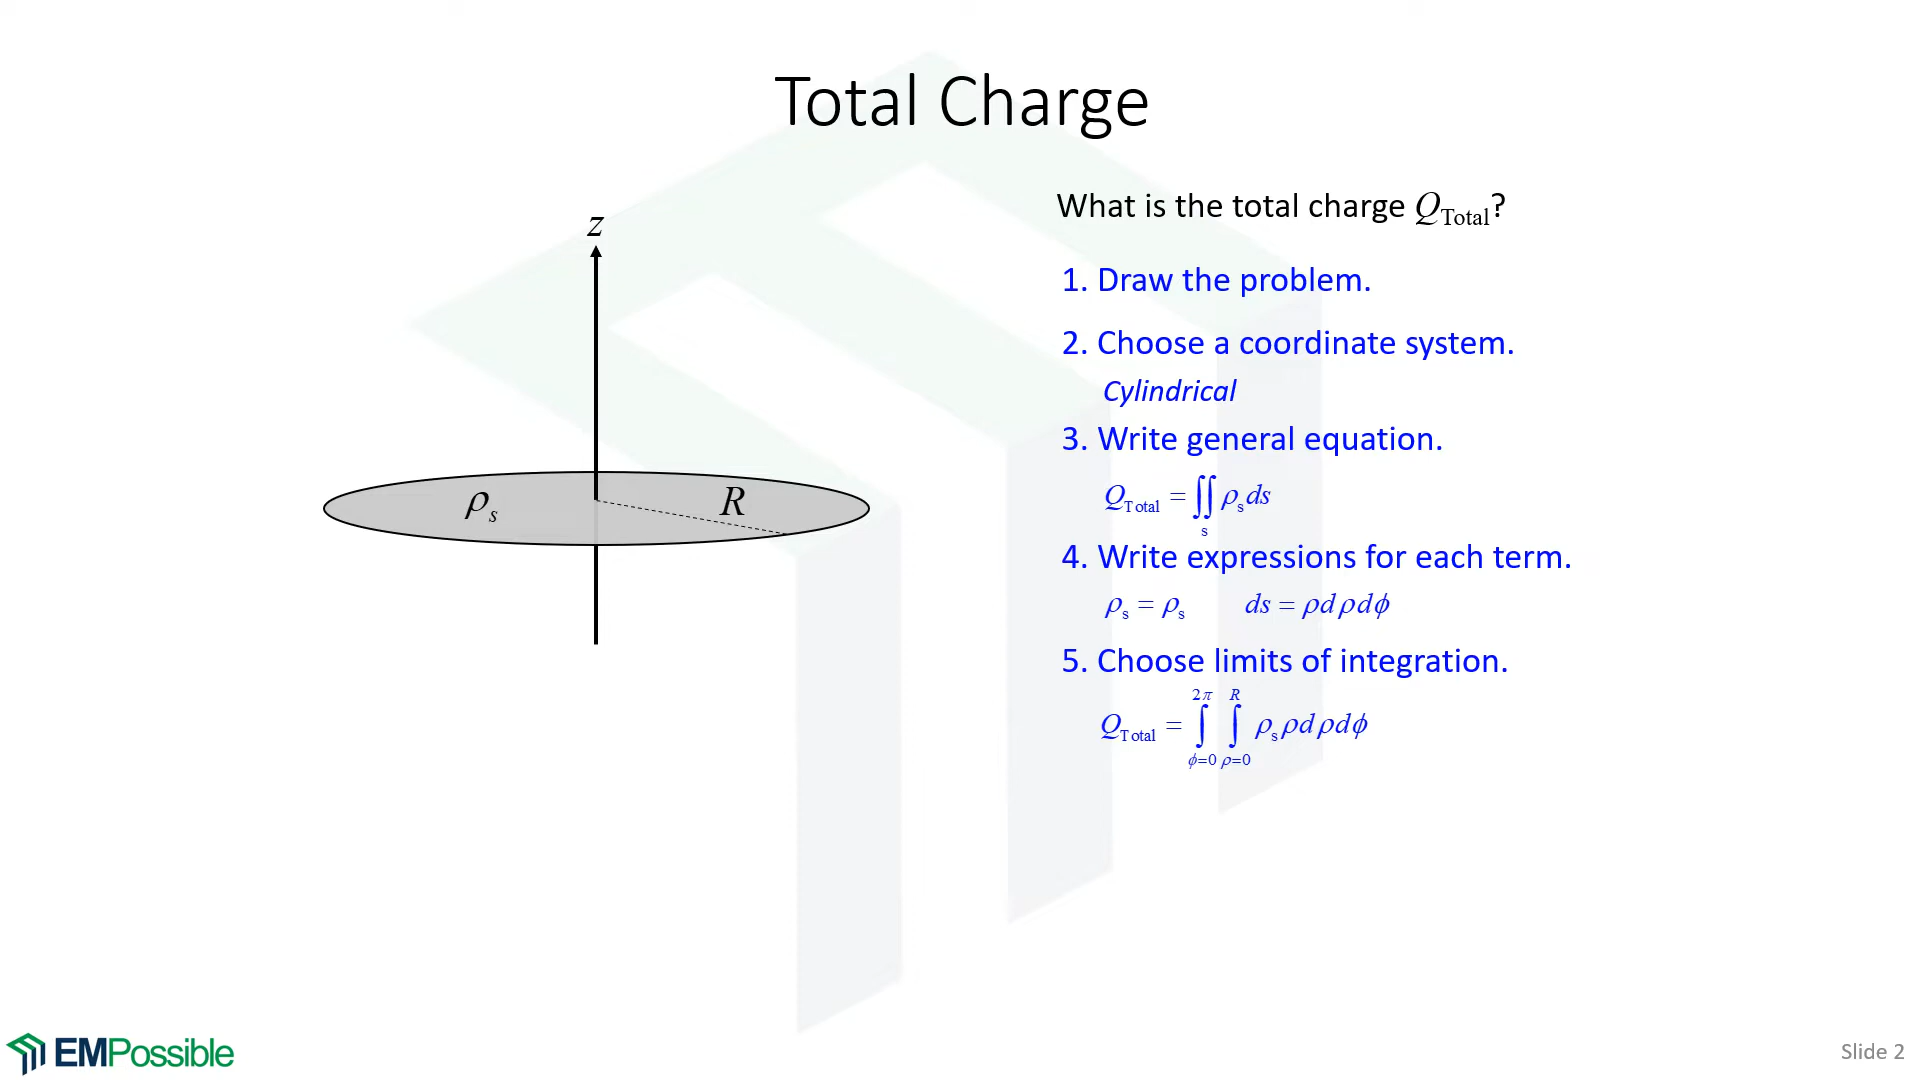 Total Charge
z
ρs
R
What is the total charge QTotal?
1. Draw the problem.
2. Choose a coordinate system.
Cylindrical
3. Write general equation.
QTotal = ∬s ρs ds
4. Write expressions for each term.
ρs = ρs ds = ρdρdϕ
5. Choose limits of integration.
QTotal = ∫ϕ=0^2π ∫ρ=0^R ρs ρdρdϕ
EMPossible
Slide 2